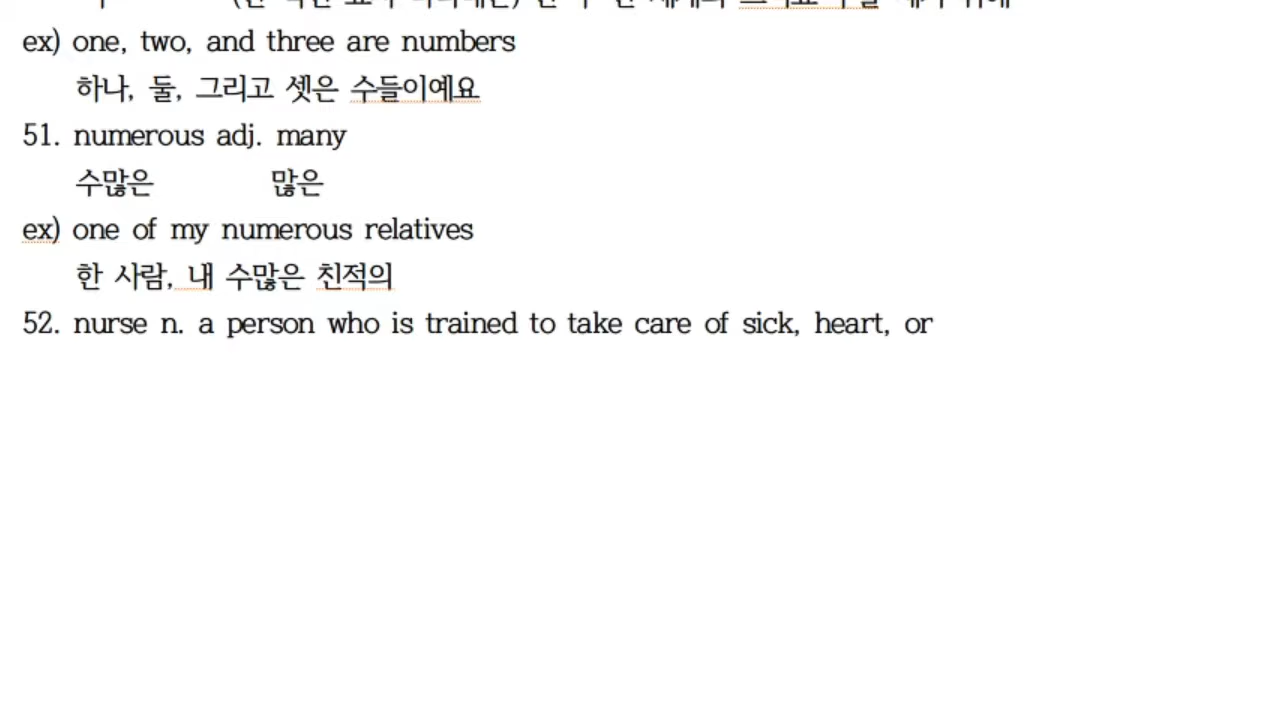 ex) one, two, and three are numbers
하나, 둘, 그리고 셋은 수들이예요
51. numerous adj. many
수많은 많은
ex) one of my numerous relatives
한 사람, 내 수많은 친적의
52. nurse n. a person who is trained to take care of sick, heart, or